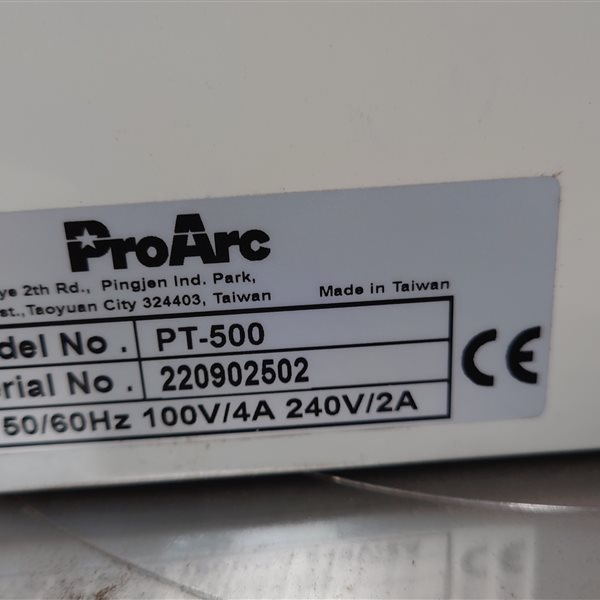 ProArc
ye 2th Rd., Pingjen Ind. Park,
st.,Taoyuan City 324403, Taiwan
Made in Taiwan
del No . PT-500
rial No . 220902502
50/60Hz 100V/4A 240V/2A
CE